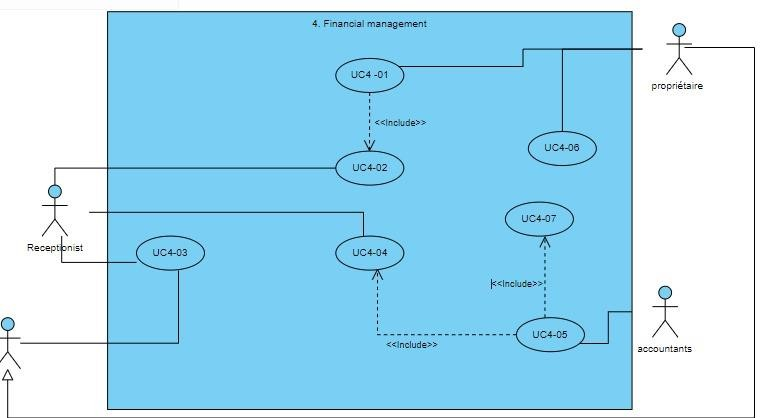 4. Financial management
UC4 -01
propriétaire
<<Include>>
UC4-06
UC4-02
UC4-07
Receptionist
UC4-03
UC4-04
<<Include>>
UC4-05
<<Include>>
accountants